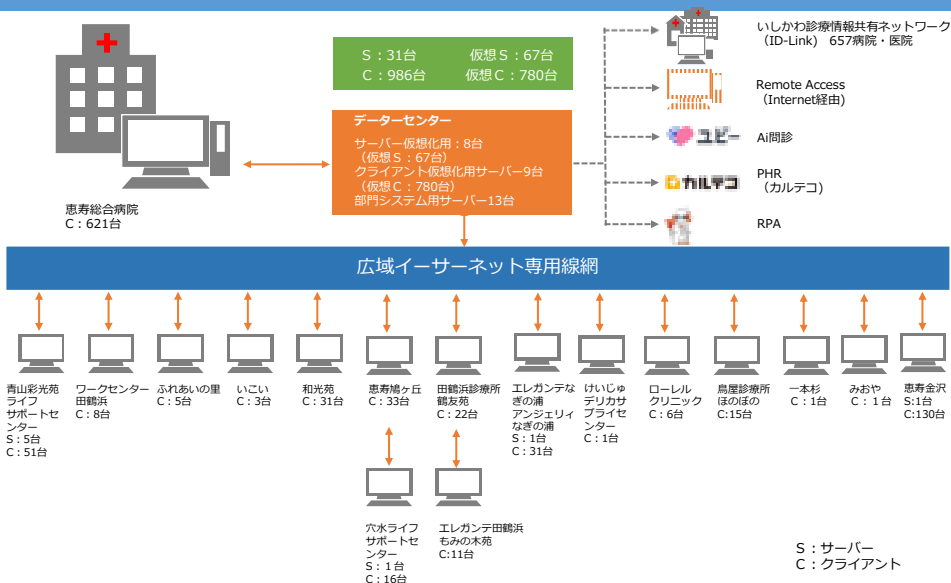 S：31台　仮想S：67台
C：986台　仮想C：780台
データーセンター
サーバー仮想化用：8台
（仮想S：67台）
クライアント仮想化用サーバー9台
（仮想C：780台）
部門システム用サーバー13台
恵寿総合病院
C：621台
いしかわ診療情報共有ネットワーク
（ID-Link） 657病院・医院
Remote Access
（Internet経由）
ユビー
Ai問診
カルテコ
PHR
（カルテコ）
RPA
広域イーサーネット専用線網
青山彩光苑
ライフ
サポートセ
ンター
S：5台
C：51台
ワークセンター
田鶴浜
C：8台
ふれあいの里
C：5台
いこい
C：3台
和光苑
C：31台
恵寿鳩ヶ丘
C：33台
田鶴浜診療所
鶴友苑
C：22台
エレガンテな
ぎの浦
アンジェリィ
なぎの浦
S：1台
C：31台
けいじゅ
デリカサ
プライセ
ンター
C：1台
ローレル
クリニック
C：6台
鳥屋診療所
ほのぼの
C:15台
一本杉
C：1台
みおや
C：１台
恵寿金沢
S:1台
C:130台
穴水ライフ
サポートセ
ンター
S：１台
C：16台
エレガンテ田鶴浜
もみの木苑
C:11台
S：サーバー
C：クライアント